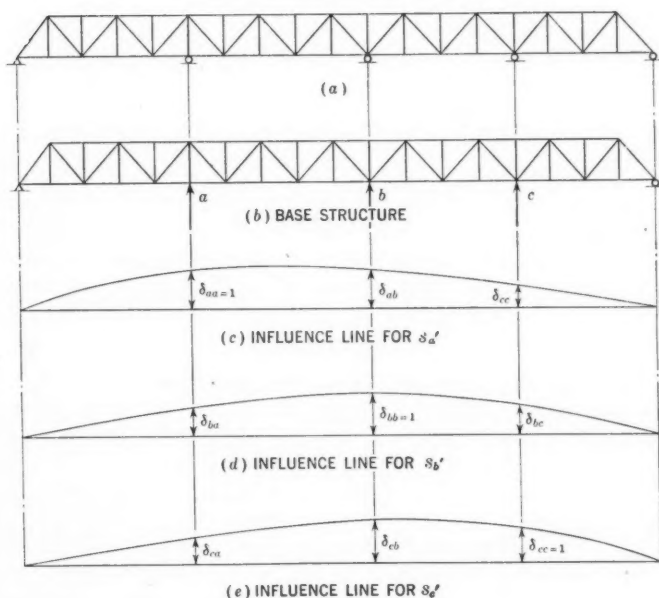 (a)
a
b
c
(b) BASE STRUCTURE
δaa=1
δab
δcc
(c) INFLUENCE LINE FOR Sa'
δba
δbb=1
δbc
(d) INFLUENCE LINE FOR Sb'
δca
δcb
δcc=1
(e) INFLUENCE LINE FOR Sc'